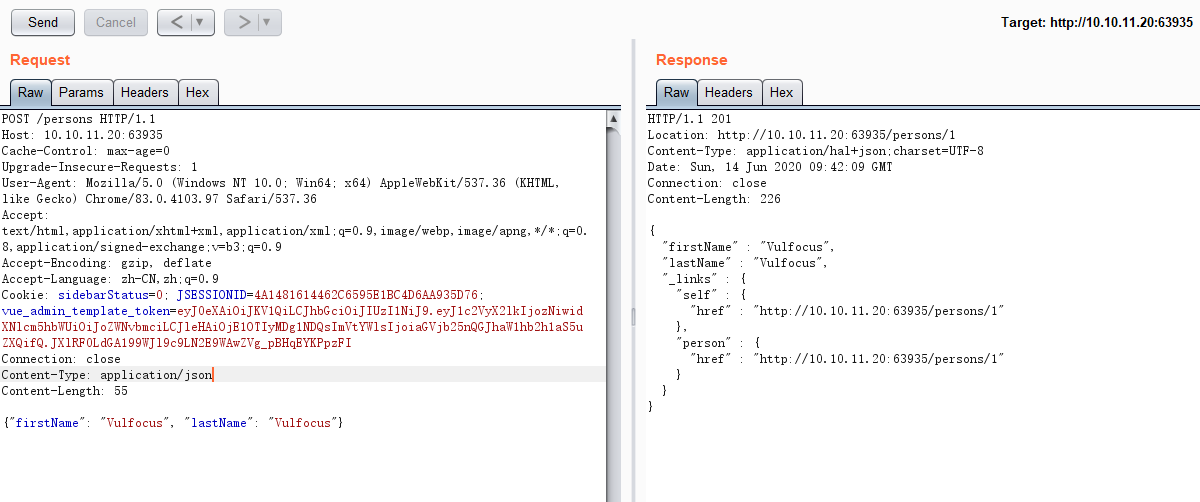 Send
Cancel
<
▼
>
▼
Target: http://10.10.11.20:63935
Request
Raw
Params
Headers
Hex
POST /persons HTTP/1.1
Host: 10.10.11.20:63935
Cache-Control: max-age=0
Upgrade-Insecure-Requests: 1
User-Agent: Mozilla/5.0 (Windows NT 10.0; Win64; x64) AppleWebKit/537.36 (KHTML,
like Gecko) Chrome/83.0.4103.97 Safari/537.36
Accept:
text/html,application/xhtml+xml,application/xml;q=0.9,image/webp,image/apng,*/*;q=0.
8,application/signed-exchange;v=b3;q=0.9
Accept-Encoding: gzip, deflate
Accept-Language: zh-CN,zh;q=0.9
Cookie: sidebarStatus=0; JSESSIONID=4A1481614462C6595E1BC4D6AA935D76;
vue_admin_template_token=eyJ0eXAiOiJKV1QiLCJhbGciOiJIUzI1NiJ9.eyJ1c2VyX2lkIjozNiwid
XNlcm5hbWUiOiJoZWNvbmciLCJleHAiOjE1OTIyMDg1NDQsImVtYWlsIjoiaGVjb25nQGJhaW1hb2hlaS5u
ZXQifQ.JXlRF0LdGA199WJl9c9LN2E9WAwZVg_pBHqEYKPpzFI
Connection: close
Content-Type: application/json
Content-Length: 55

{"firstName": "Vulfocus", "lastName": "Vulfocus"}
Response
Raw
Headers
Hex
HTTP/1.1 201
Location: http://10.10.11.20:63935/persons/1
Content-Type: application/hal+json;charset=UTF-8
Date: Sun, 14 Jun 2020 09:42:09 GMT
Connection: close
Content-Length: 226

{
  "firstName" : "Vulfocus",
  "lastName" : "Vulfocus",
  "_links" : {
    "self" : {
      "href" : "http://10.10.11.20:63935/persons/1"
    },
    "person" : {
      "href" : "http://10.10.11.20:63935/persons/1"
    }
  }
}